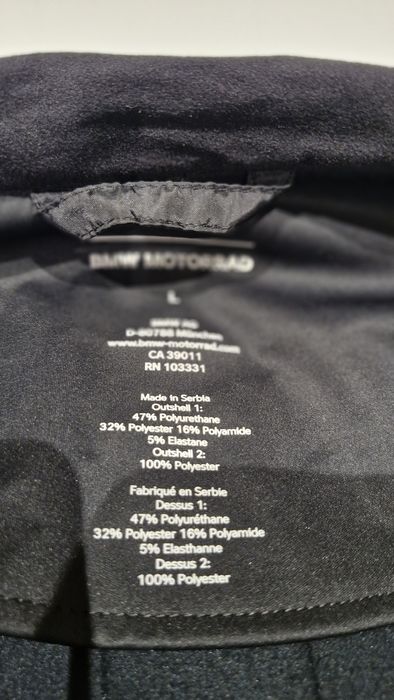 BMW MOTORRAD
L
BMW AG
D-80788 München
www.bmw-motorrad.com
CA 39011
RN 103331
Made in Serbia
Outshell 1:
47% Polyurethane
32% Polyester 16% Polyamide
5% Elastane
Outshell 2:
100% Polyester
Fabriqué en Serbie
Dessus 1:
47% Polyuréthane
32% Polyester 16% Polyamide
5% Elasthanne
Dessus 2:
100% Polyester